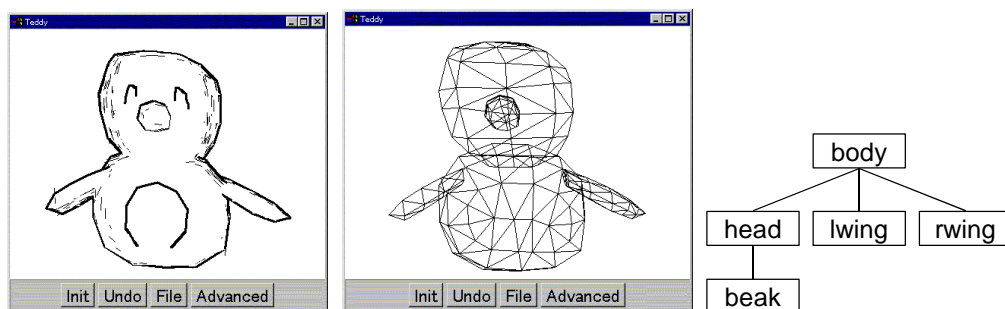 Teddy
Init Undo File Advanced
Teddy
Init Undo File Advanced
body
head lwing rwing
beak